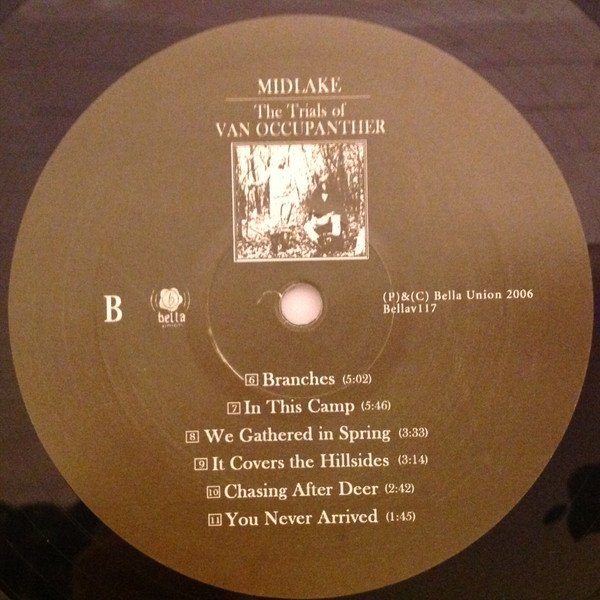 MIDLAKE
The Trials of
VAN OCCUPANTHER
B
bella
(P)&(C) Bella Union 2006
Bellav117
6 Branches (5:02)
7 In This Camp (5:46)
8 We Gathered in Spring (3:33)
9 It Covers the Hillsides (3:14)
10 Chasing After Deer (2:42)
11 You Never Arrived (1:45)